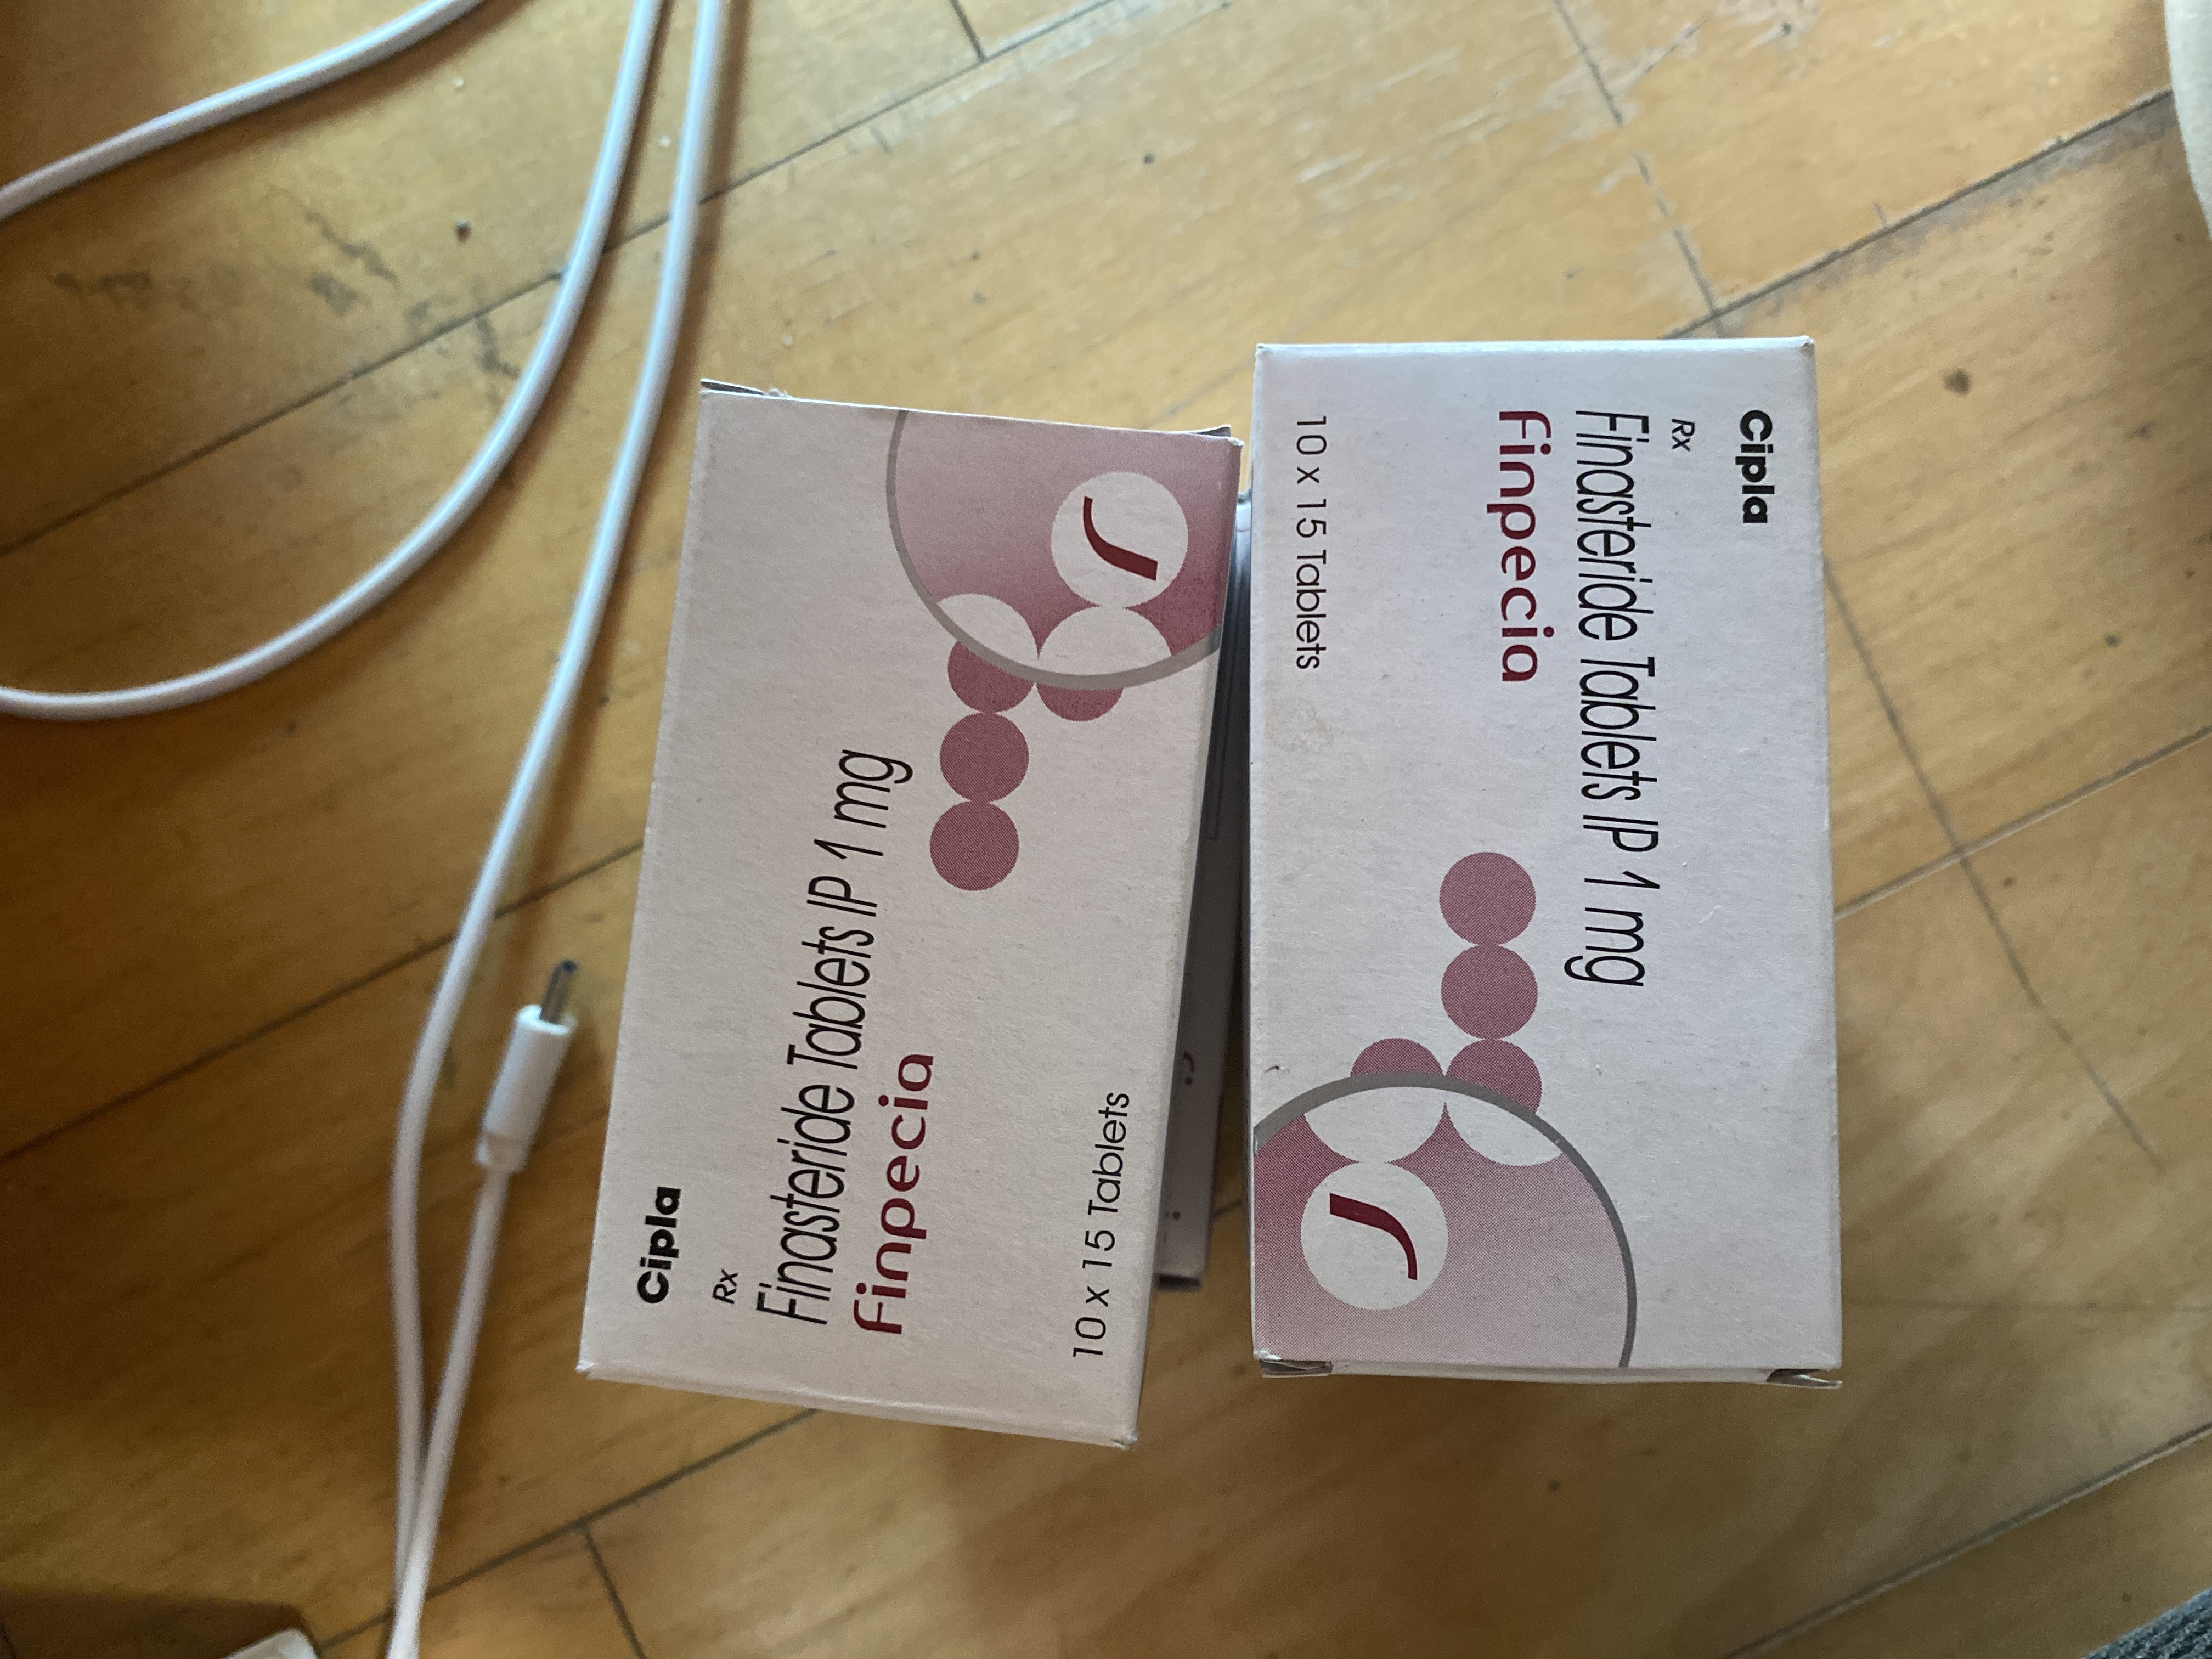 Cipla
Rx
Finasteride Tablets IP 1 mg
Finpecia
10 x 15 Tablets
Cipla
Rx
Finasteride Tablets IP 1 mg
Finpecia
10 x 15 Tablets